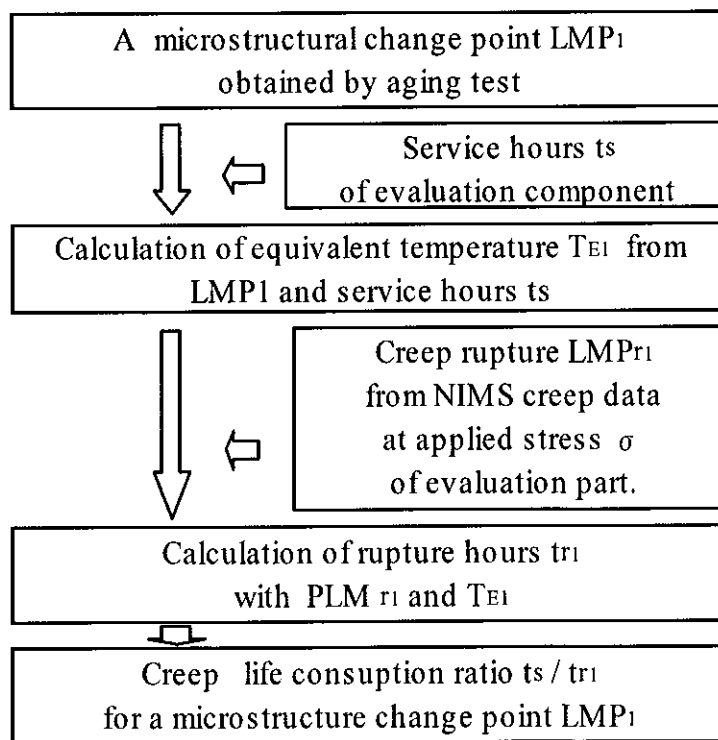 A microstructural change point LMP1
obtained by aging test
Service hours ts
of evaluation component
Calculation of equivalent temperature TE1 from
LMP1 and service hours ts
Creep rupture LMPr1
from NIMS creep data
at applied stress σ
of evaluation part.
Calculation of rupture hours tr1
with PLM r1 and TE1
Creep life consuption ratio ts / tr1
for a microstructure change point LMP1